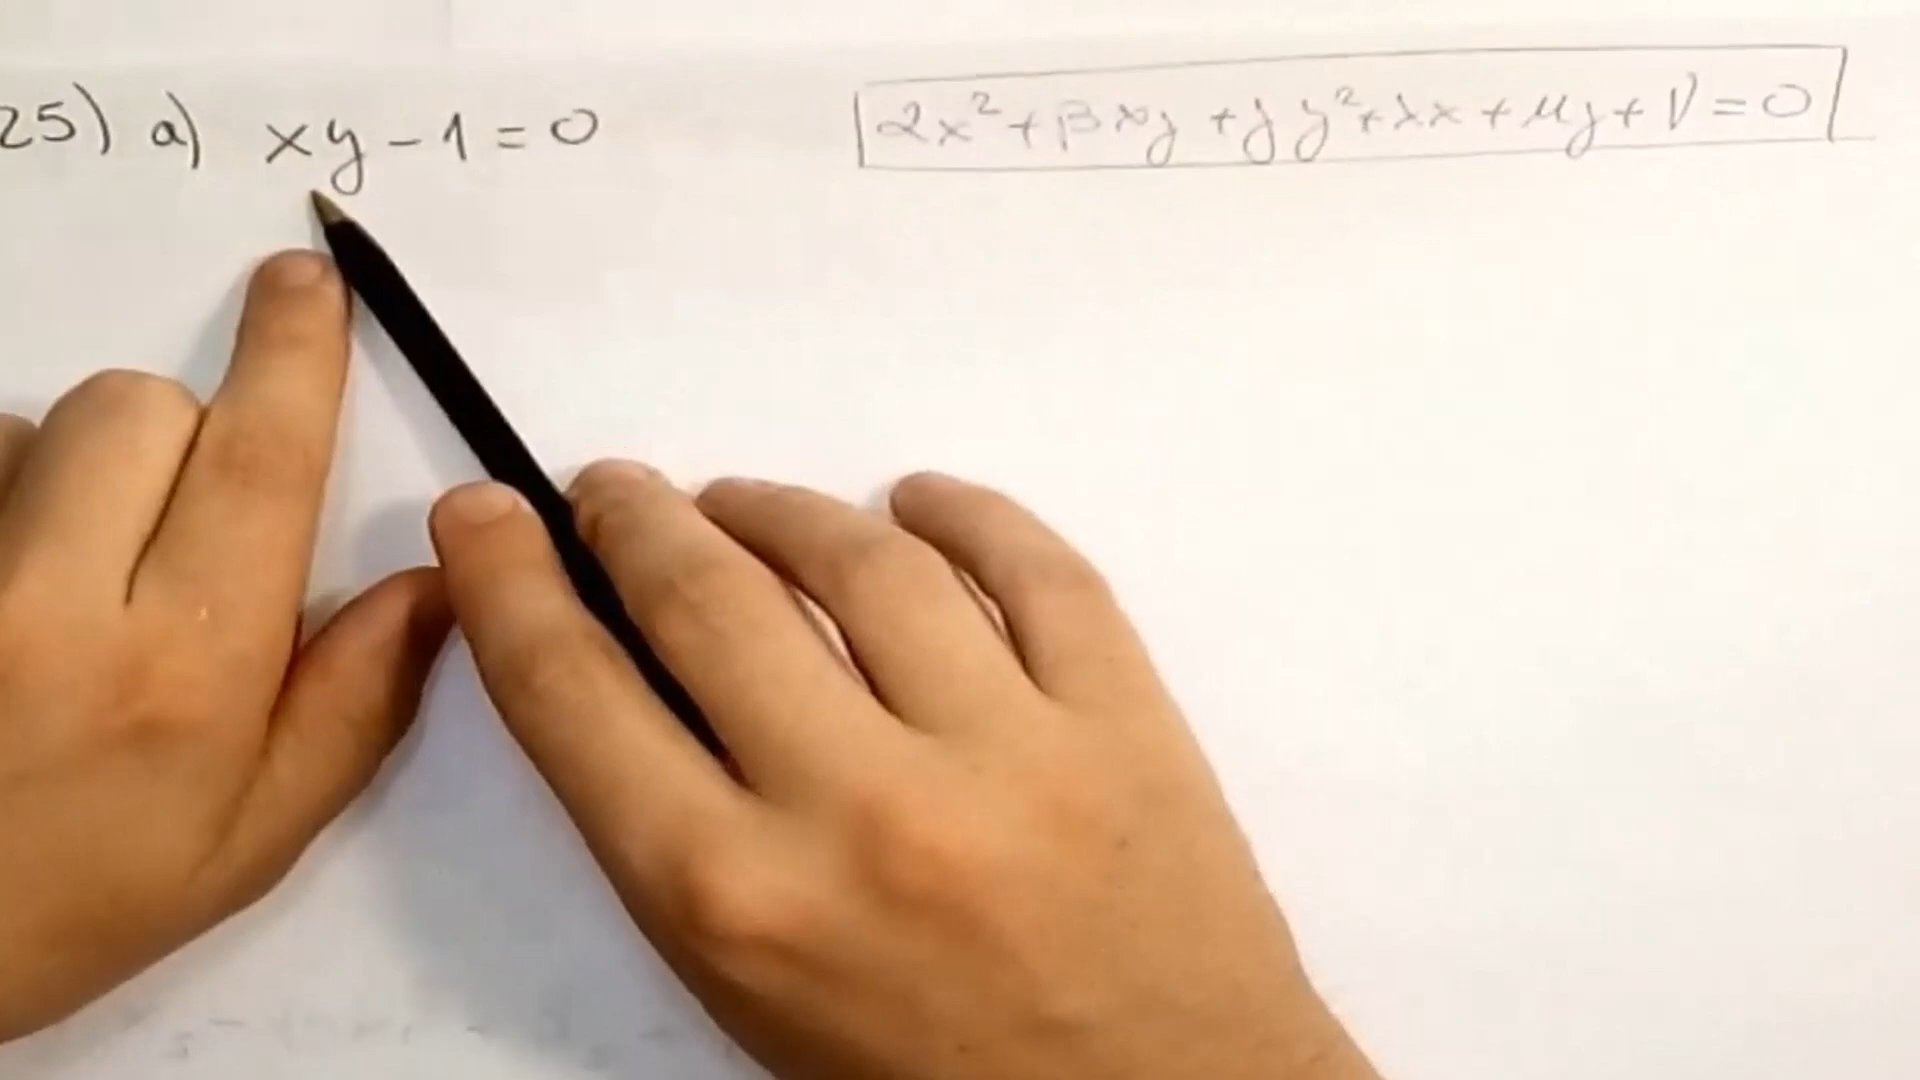 25) a) xy - 1 = 0
αx² + βxy + γy² + λx + μy + ν = 0